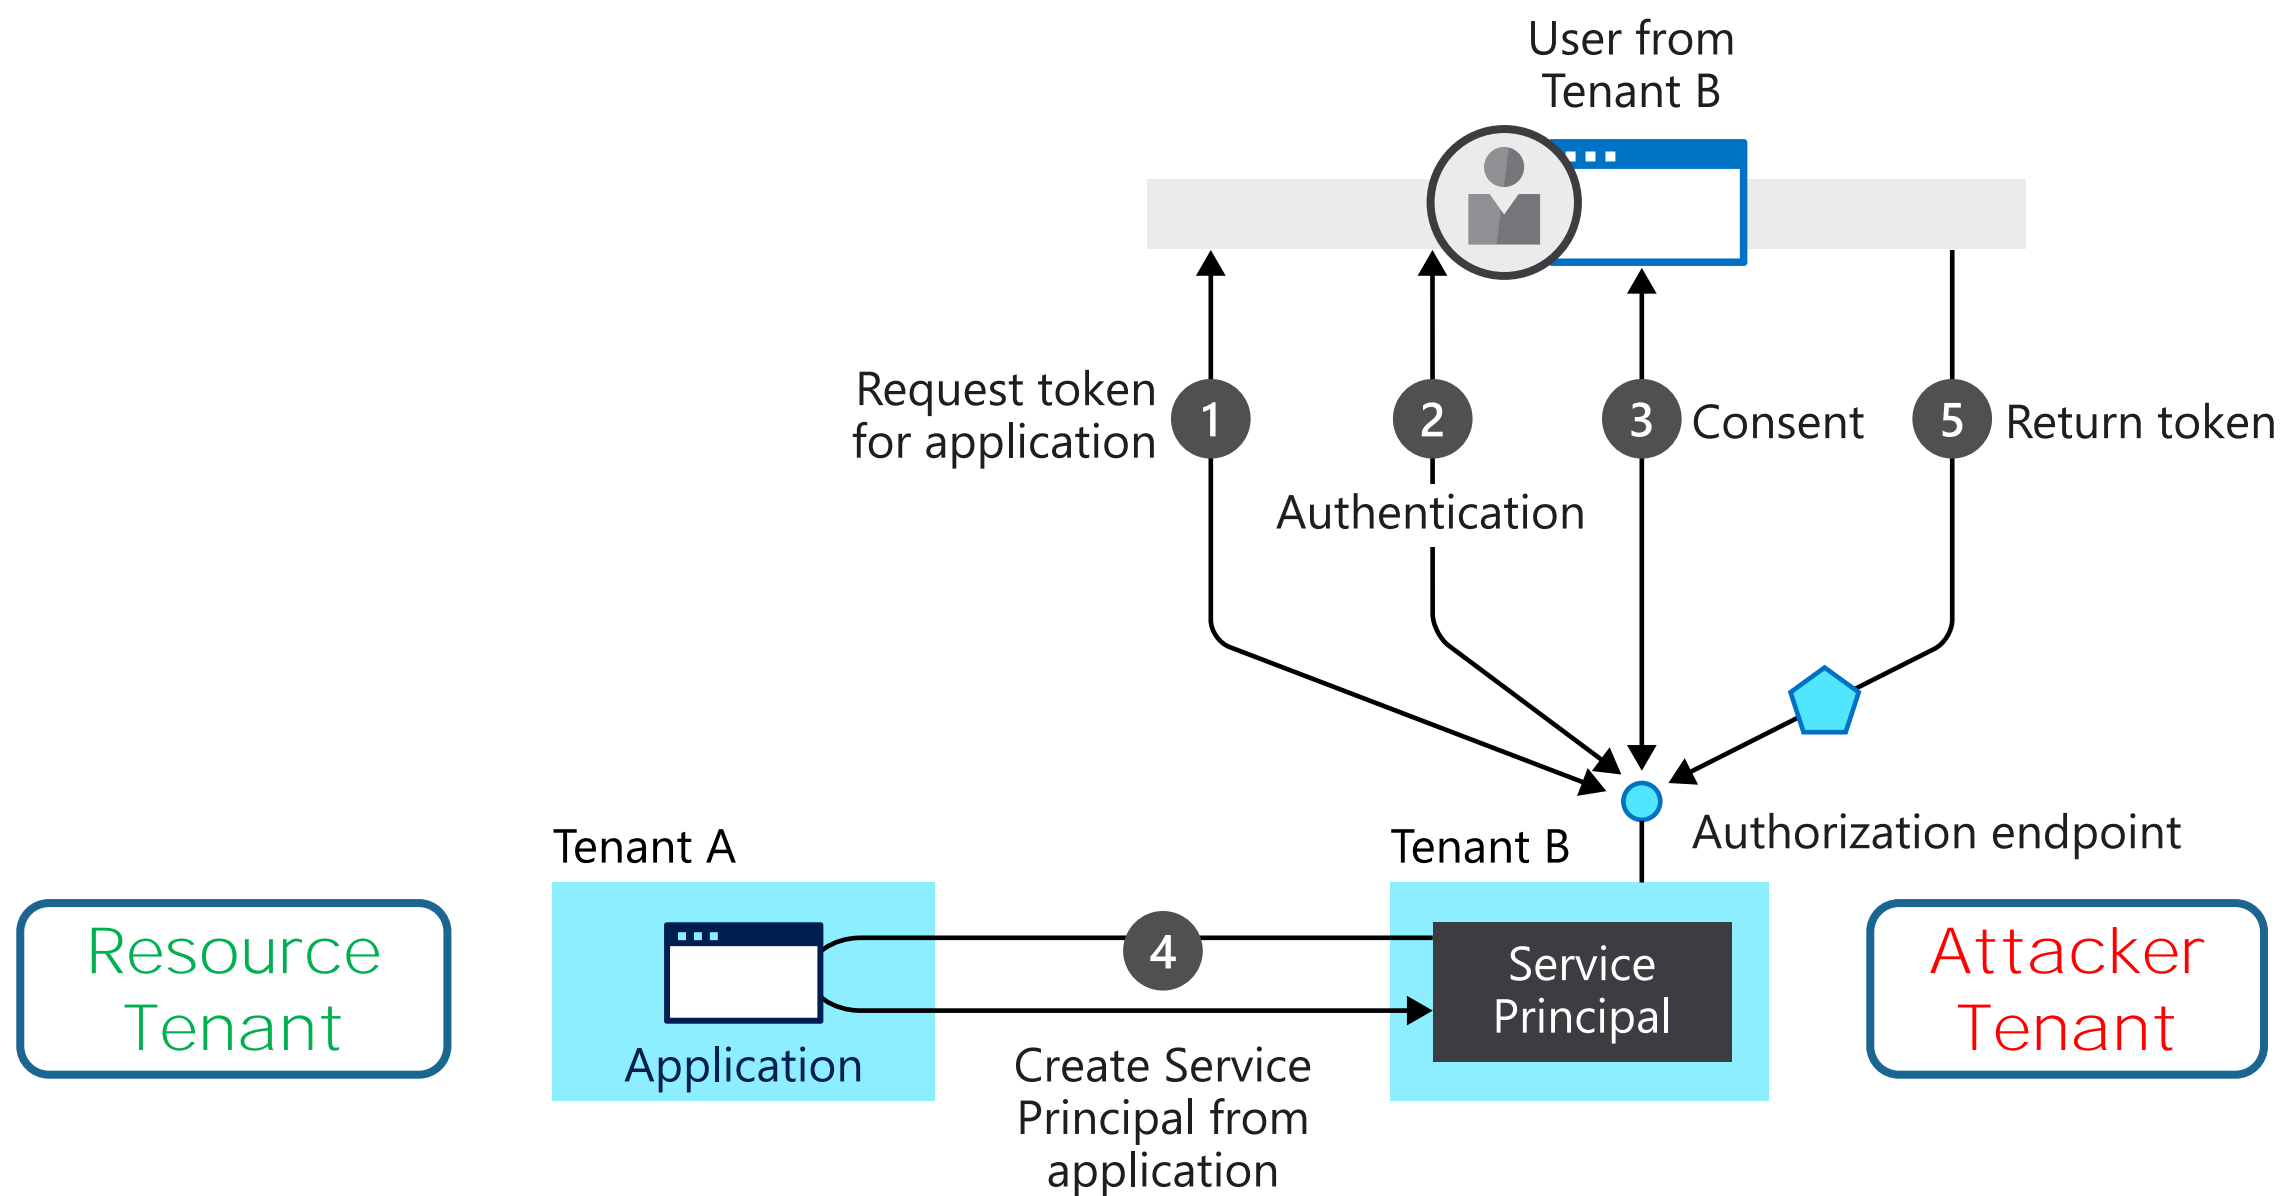 User from
Tenant B
Request token
for application
1
2
3
Consent
5
Return token
Authentication
Tenant A
Tenant B
Authorization endpoint
Resource
Tenant
Application
4
Create Service
Principal from
application
Service
Principal
Attacker
Tenant